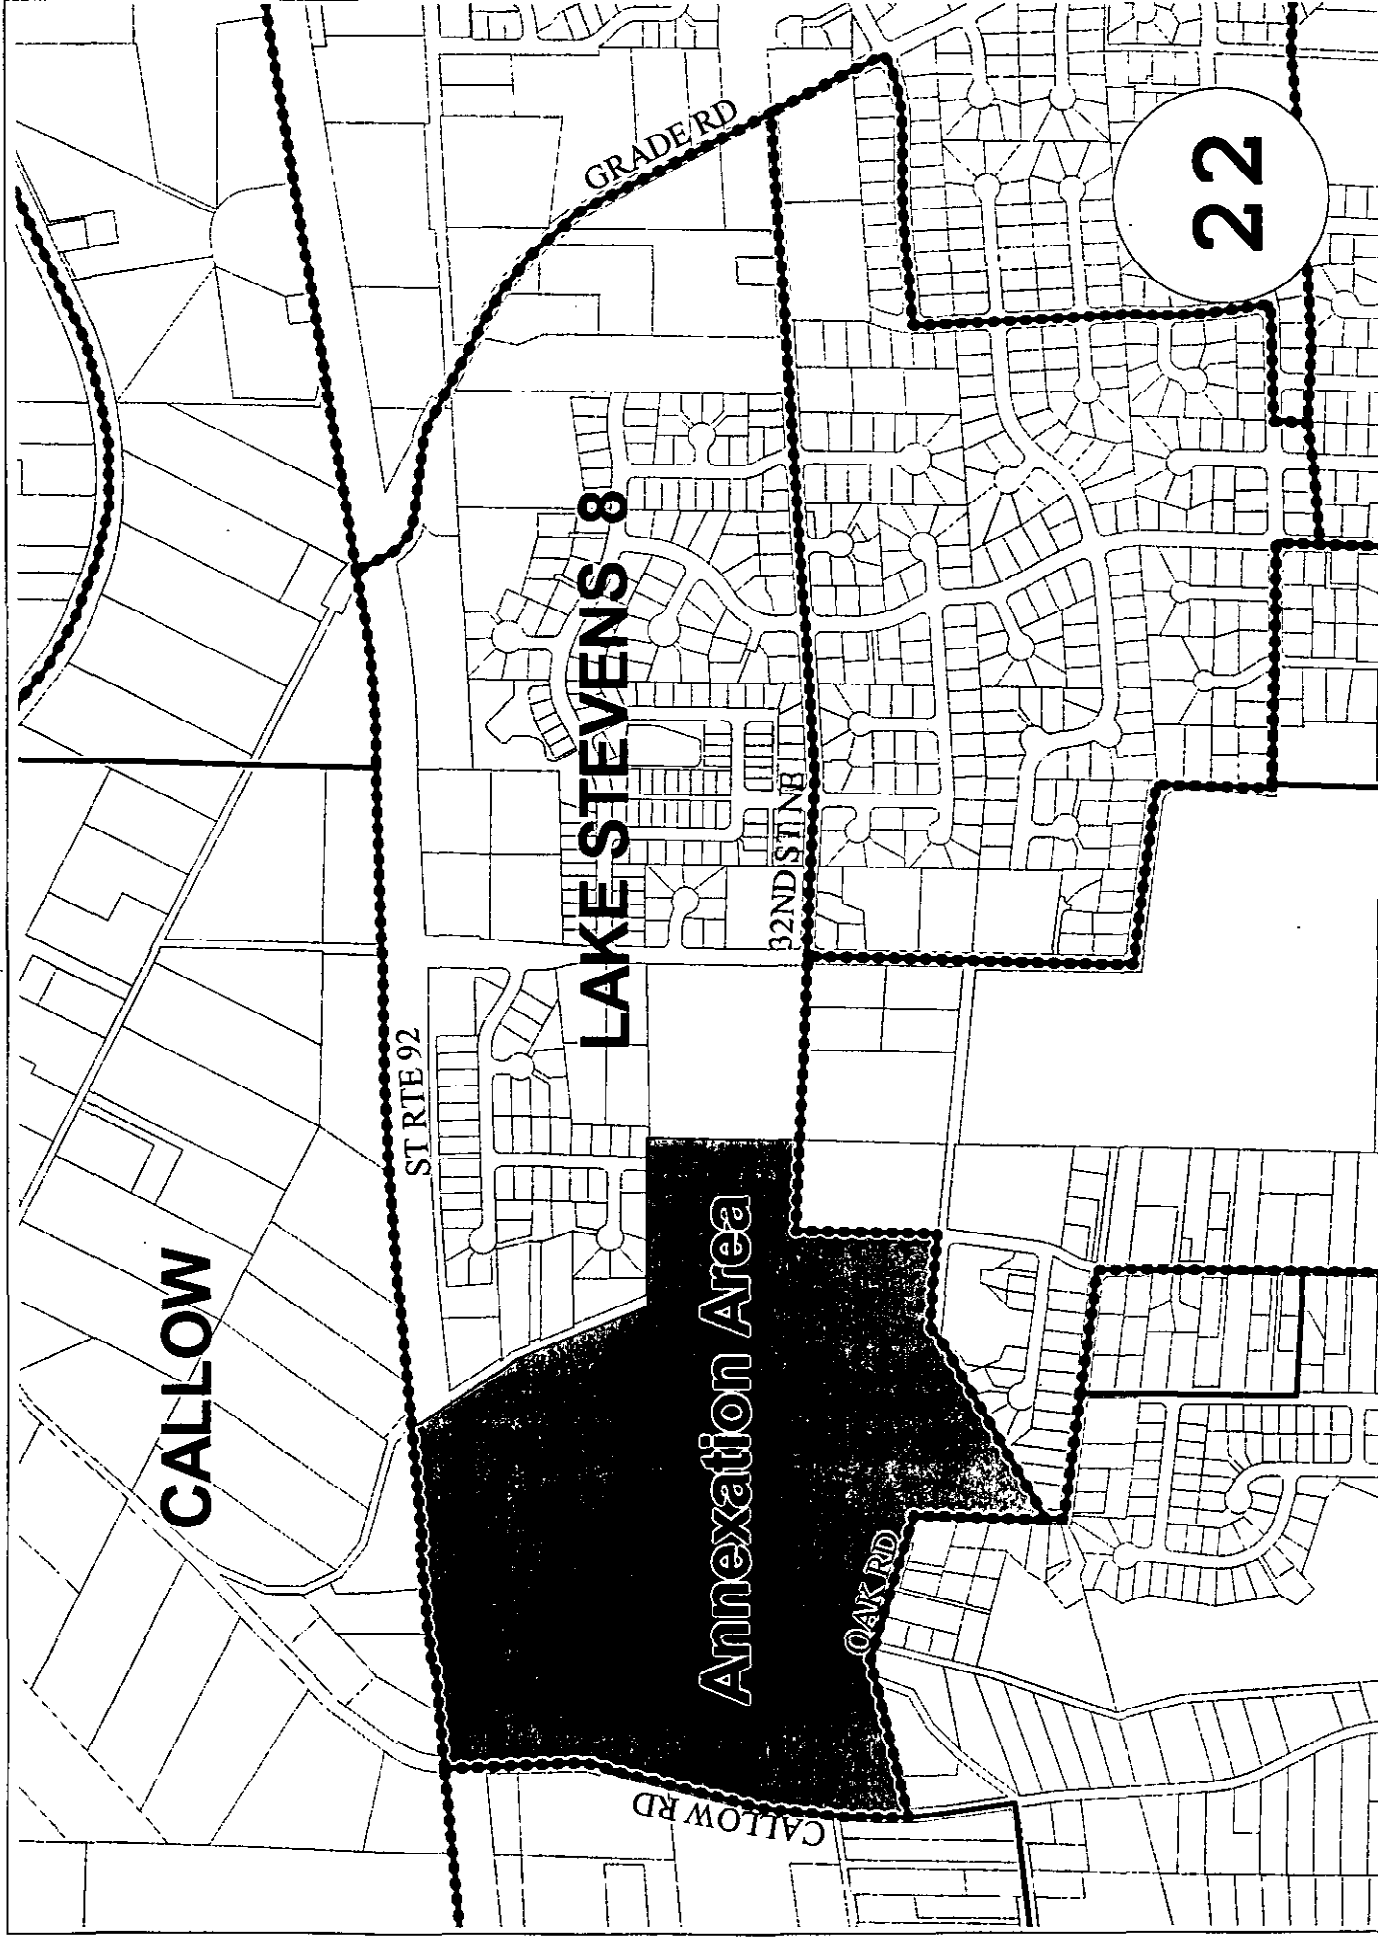 CALLOW
ST RTE 92
GRADE RD
LAKE STEVENS 8
32ND ST NE
Annexation Area
CALLOW RD
OAK RD
22